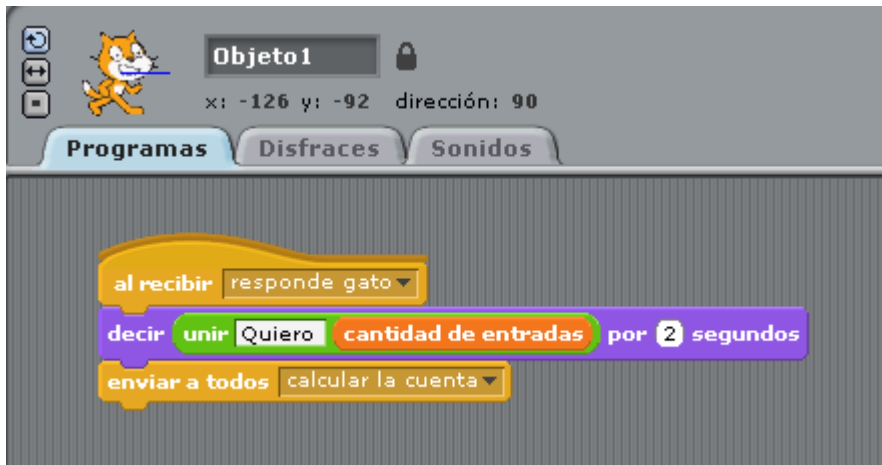 Objeto1
x: -126 y: -92 dirección: 90
Programas Disfraces Sonidos
al recibir responde gato
decir unir Quiero cantidad de entradas por 2 segundos
enviar a todos calcular la cuenta